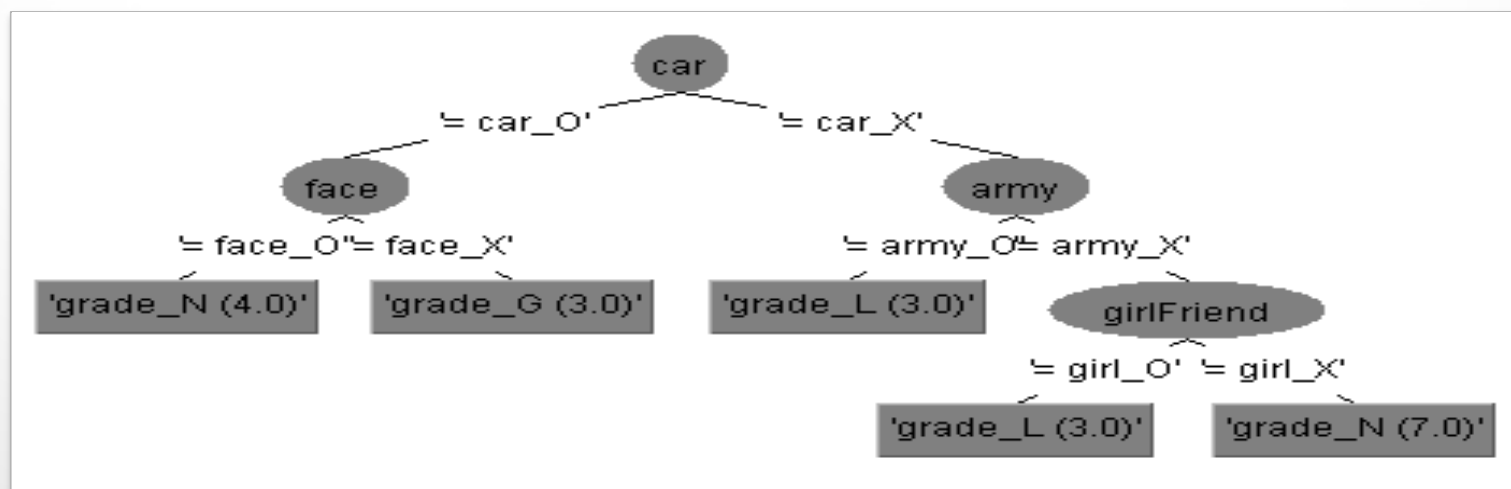 car
'= car_O' '= car_X'
face army
'= face_O' '= face_X' '= army_O' '= army_X'
'grade_N (4.0)' 'grade_G (3.0)' 'grade_L (3.0)' girlFriend
'= girl_O' '= girl_X'
'grade_L (3.0)' 'grade_N (7.0)'